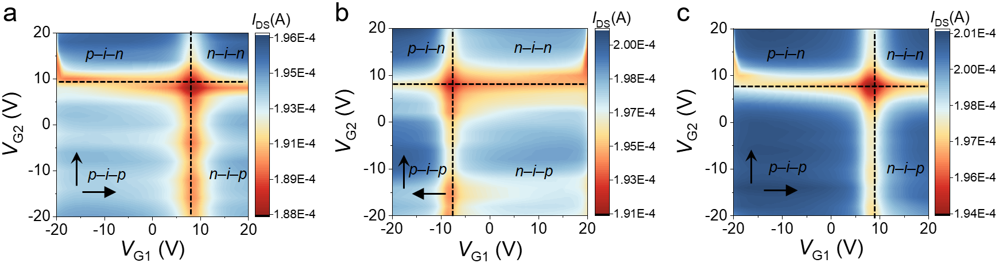 a
I_DS(A)
20
10
0
-10
-20
V_G2 (V)
p–i–n
n–i–n
p–i–p
n–i–p
1.96E-4
1.95E-4
1.93E-4
1.91E-4
1.89E-4
1.88E-4
-20 -10 0 10 20
V_G1 (V)
b
I_DS(A)
20
10
0
-10
-20
V_G2 (V)
p–i–n
n–i–n
p–i–p
n–i–p
2.00E-4
1.98E-4
1.97E-4
1.95E-4
1.93E-4
1.91E-4
-20 -10 0 10 20
V_G1 (V)
c
I_DS(A)
20
10
0
-10
-20
V_G2 (V)
p–i–n
n–i–n
p–i–p
n–i–p
2.01E-4
2.00E-4
1.98E-4
1.97E-4
1.96E-4
1.94E-4
-20 -10 0 10 20
V_G1 (V)